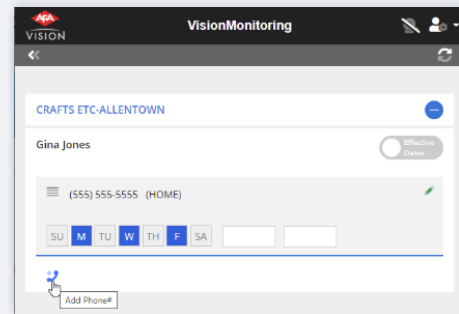 AFA
VISION
VisionMonitoring
CRAFTS ETC-ALLENTOWN
Gina Jones
Effective
Dates
(555) 555-5555 (HOME)
SU M TU W TH F SA
Add Phone#